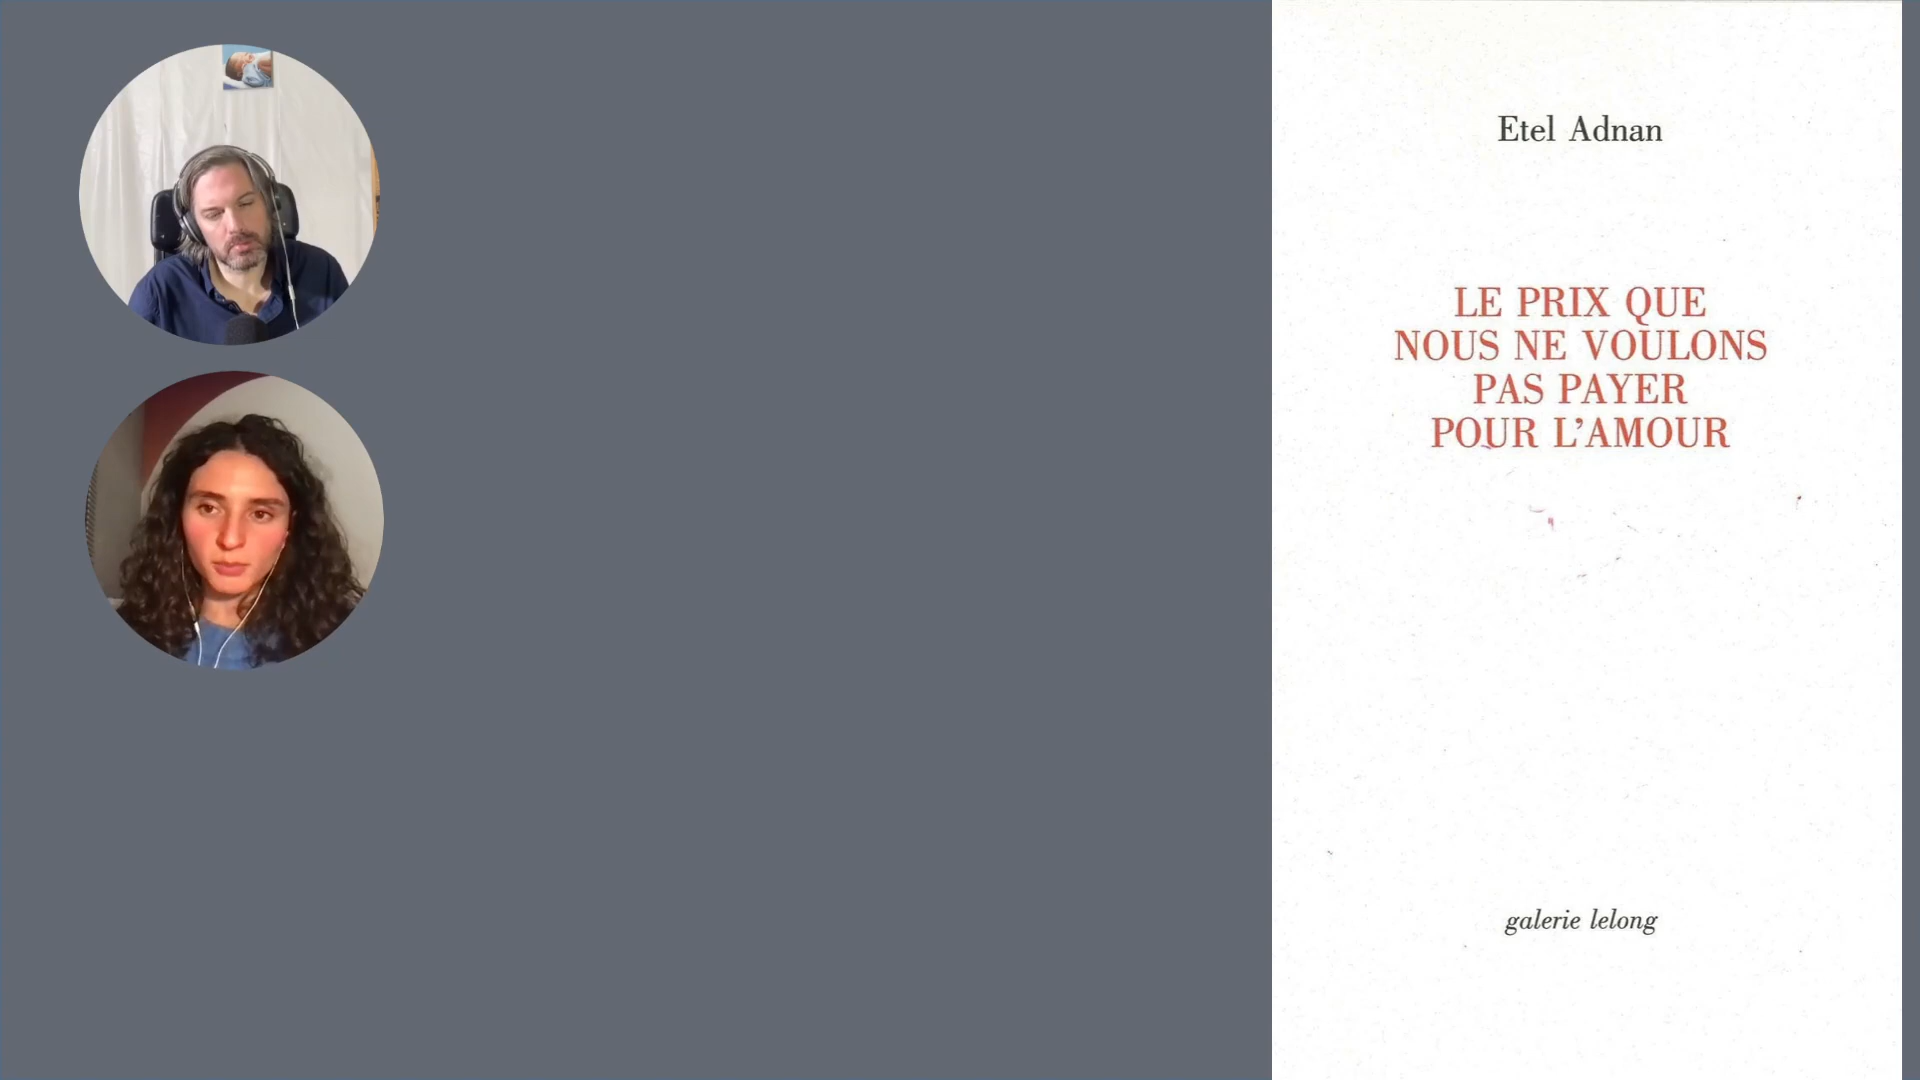 Etel Adnan
LE PRIX QUE
NOUS NE VOULONS
PAS PAYER
POUR L'AMOUR
galerie lelong